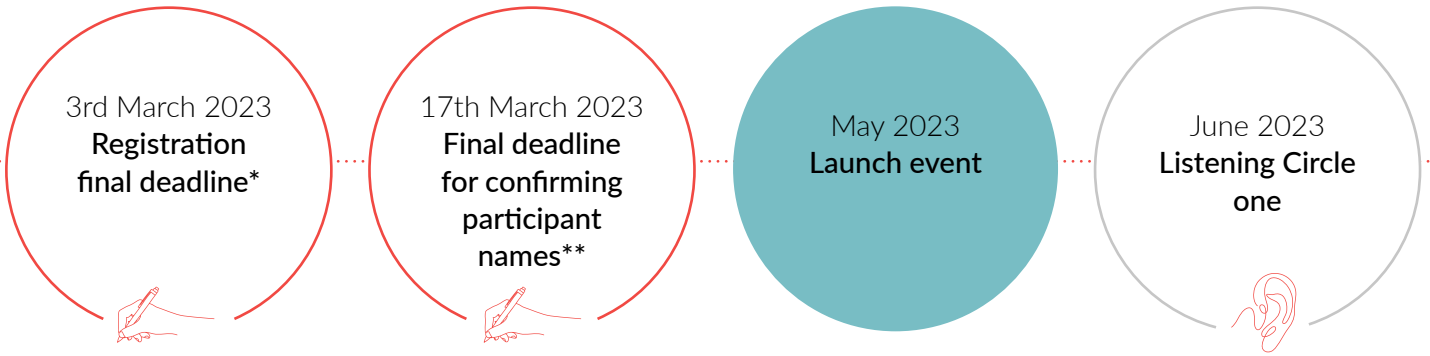 3rd March 2023
Registration
final deadline*
17th March 2023
Final deadline
for confirming
participant
names**
May 2023
Launch event
June 2023
Listening Circle
one